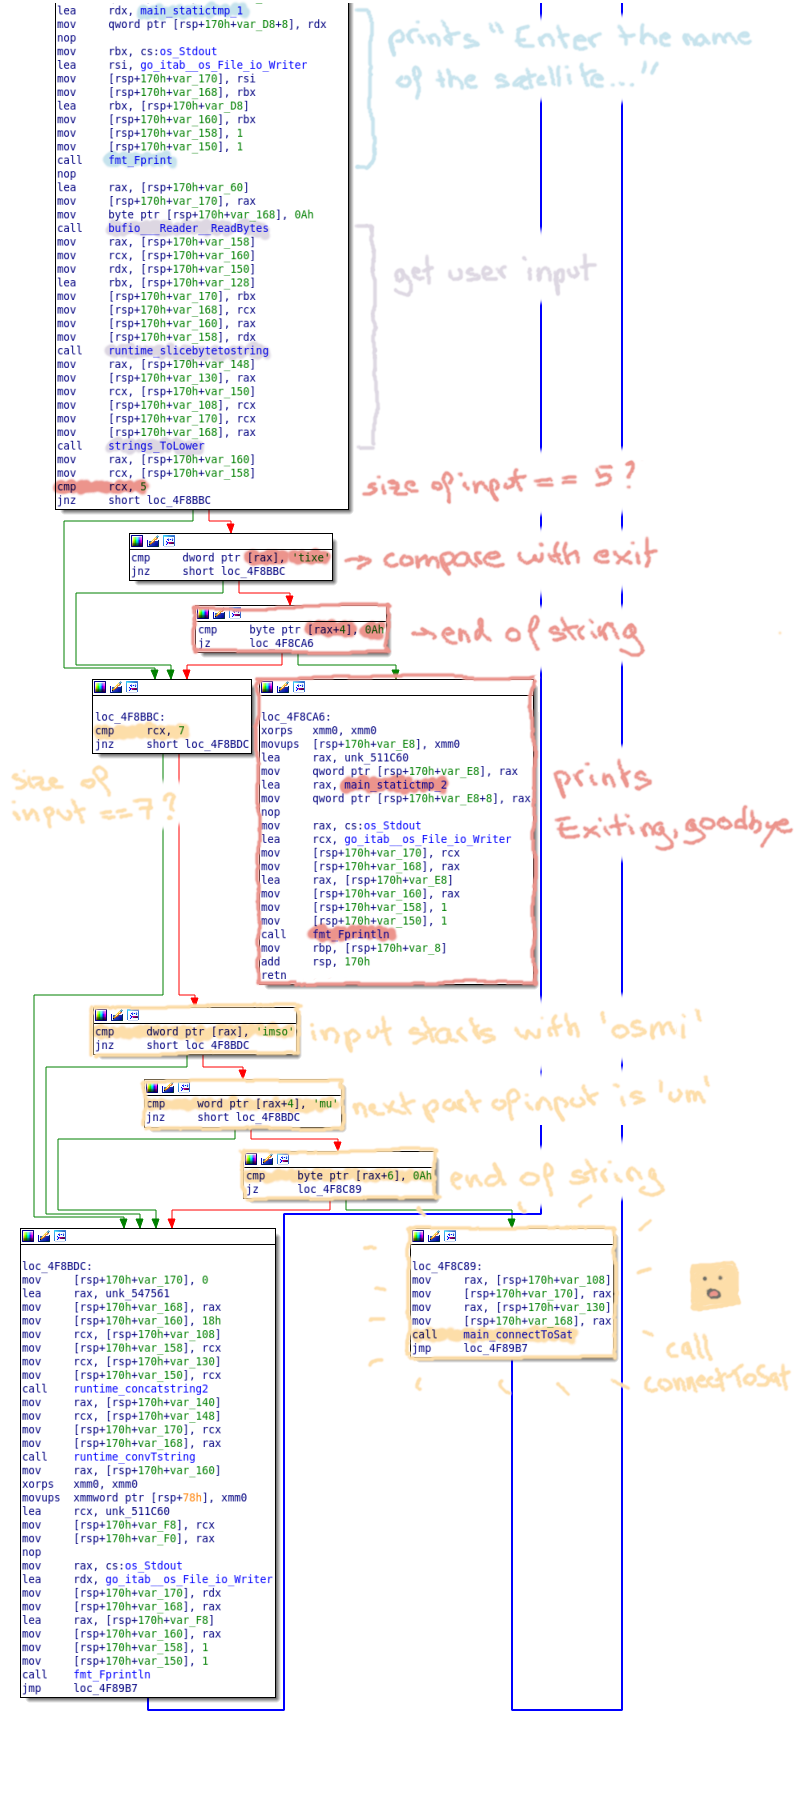 lea rdx, main_statictmp_1
mov qword ptr [rsp+170h+var_D8+8], rdx
nop
mov rbx, cs:os_Stdout
lea rsi, go_itab__os_File_io_Writer
mov [rsp+170h+var_170], rsi
mov [rsp+170h+var_168], rbx
lea rbx, [rsp+170h+var_D8]
mov [rsp+170h+var_160], rbx
mov [rsp+170h+var_158], 1
mov [rsp+170h+var_150], 1
call fmt_Fprint
nop
lea rax, [rsp+170h+var_60]
mov [rsp+170h+var_170], rax
mov byte ptr [rsp+170h+var_168], 0Ah
call bufio___Reader__ReadBytes
mov rax, [rsp+170h+var_158]
mov rcx, [rsp+170h+var_160]
mov rdx, [rsp+170h+var_150]
lea rbx, [rsp+170h+var_128]
mov [rsp+170h+var_170], rbx
mov [rsp+170h+var_168], rcx
mov [rsp+170h+var_160], rax
mov [rsp+170h+var_158], rdx
call runtime_slicebytetostring
mov rax, [rsp+170h+var_148]
mov [rsp+170h+var_130], rax
mov rcx, [rsp+170h+var_150]
mov [rsp+170h+var_108], rcx
mov [rsp+170h+var_170], rcx
mov [rsp+170h+var_168], rax
call strings_ToLower
mov rax, [rsp+170h+var_160]
mov rcx, [rsp+170h+var_158]
cmp rcx, 5
jnz short loc_4F8BBC
prints "Enter the name
of the satellite..."
get user input
size of input == 5 ?
cmp dword ptr [rax], 'tixe'
jnz short loc_4F8BBC
→ compare with exit
cmp byte ptr [rax+4], 0Ah
jz loc_4F8CA6
→ end of string
loc_4F8BBC:
cmp rcx, 7
jnz short loc_4F8BDC
size of
input ==7?
loc_4F8CA6:
xorps xmm0, xmm0
movups [rsp+170h+var_E8], xmm0
lea rax, unk_511C60
mov qword ptr [rsp+170h+var_E8], rax
lea rax, main_statictmp_2
mov qword ptr [rsp+170h+var_E8+8], rax
nop
mov rax, cs:os_Stdout
lea rcx, go_itab__os_File_io_Writer
mov [rsp+170h+var_170], rcx
mov [rsp+170h+var_168], rax
lea rax, [rsp+170h+var_E8]
mov [rsp+170h+var_160], rax
mov [rsp+170h+var_158], 1
mov [rsp+170h+var_150], 1
call fmt_Fprintln
mov rbp, [rsp+170h+var_8]
add rsp, 170h
retn
prints
Exiting, goodbye
cmp dword ptr [rax], 'imso'
jnz short loc_4F8BDC
input starts with 'osmi'
cmp word ptr [rax+4], 'mu'
jnz short loc_4F8BDC
next part of input is 'um'
cmp byte ptr [rax+6], 0Ah
jz loc_4F8C89
end of string
loc_4F8BDC:
mov [rsp+170h+var_170], 0
lea rax, unk_547561
mov [rsp+170h+var_168], rax
mov [rsp+170h+var_160], 18h
mov rcx, [rsp+170h+var_108]
mov [rsp+170h+var_158], rcx
mov rcx, [rsp+170h+var_130]
mov [rsp+170h+var_150], rcx
call runtime_concatstring2
mov rax, [rsp+170h+var_140]
mov rcx, [rsp+170h+var_148]
mov [rsp+170h+var_170], rcx
mov [rsp+170h+var_168], rax
call runtime_convTstring
mov rax, [rsp+170h+var_160]
xorps xmm0, xmm0
movups xmmword ptr [rsp+78h], xmm0
lea rcx, unk_511C60
mov [rsp+170h+var_F8], rcx
mov [rsp+170h+var_F0], rax
nop
mov rax, cs:os_Stdout
lea rdx, go_itab__os_File_io_Writer
mov [rsp+170h+var_170], rdx
mov [rsp+170h+var_168], rax
lea rax, [rsp+170h+var_F8]
mov [rsp+170h+var_160], rax
mov [rsp+170h+var_158], 1
mov [rsp+170h+var_150], 1
call fmt_Fprintln
jmp loc_4F89B7
loc_4F8C89:
mov rax, [rsp+170h+var_108]
mov [rsp+170h+var_170], rax
mov rax, [rsp+170h+var_130]
mov [rsp+170h+var_168], rax
call main_connectToSat
jmp loc_4F89B7
call
connectToSat